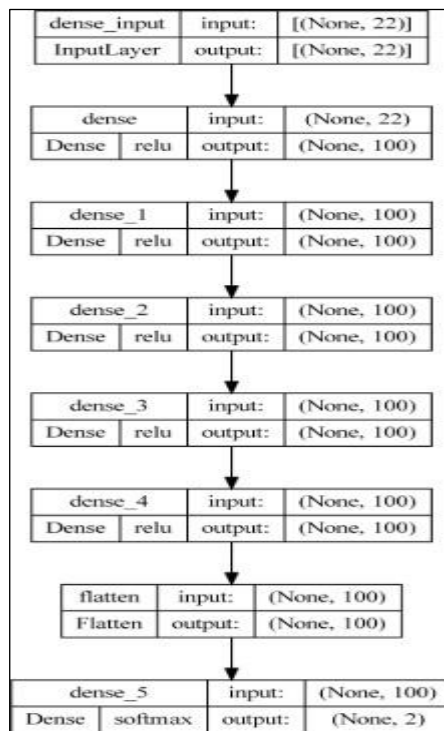 dense_input input: [(None, 22)]
InputLayer output: [(None, 22)]
dense input: (None, 22)
Dense relu output: (None, 100)
dense_1 input: (None, 100)
Dense relu output: (None, 100)
dense_2 input: (None, 100)
Dense relu output: (None, 100)
dense_3 input: (None, 100)
Dense relu output: (None, 100)
dense_4 input: (None, 100)
Dense relu output: (None, 100)
flatten input: (None, 100)
Flatten output: (None, 100)
dense_5 input: (None, 100)
Dense softmax output: (None, 2)